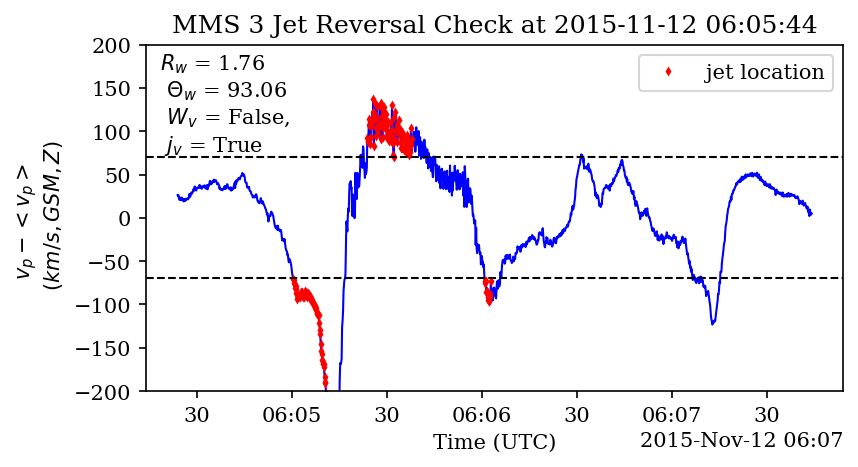 MMS 3 Jet Reversal Check at 2015-11-12 06:05:44
R_w = 1.76
Θ_w = 93.06
W_v = False,
j_v = True
jet location
v_p − < v_p >
(km/s, GSM, Z)
200
150
100
50
0
−50
−100
−150
−200
30
06:05
30
06:06
30
06:07
30
Time (UTC)
2015-Nov-12 06:07